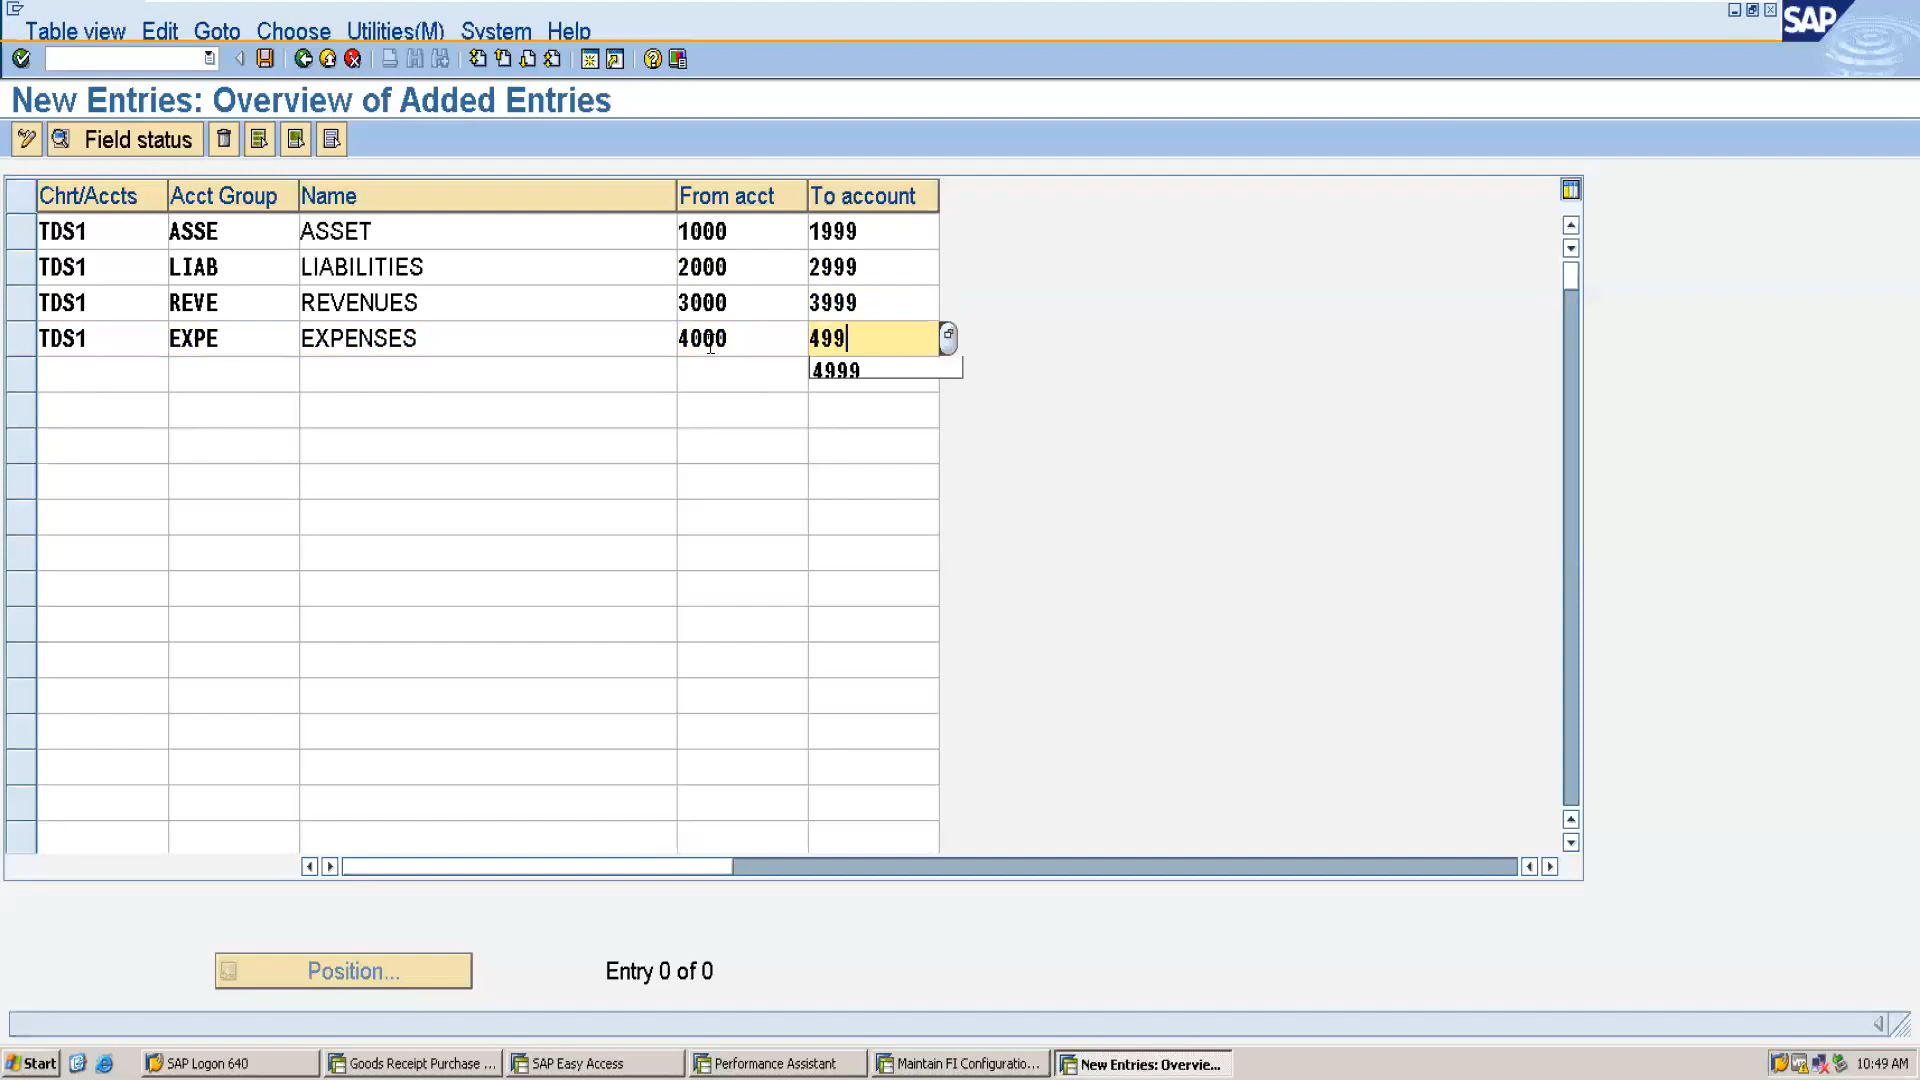 Table view Edit Goto Choose Utilities(M) System Help
SAP
New Entries: Overview of Added Entries
Field status
Chrt/Accts Acct Group Name From acct To account
TDS1 ASSE ASSET 1000 1999
TDS1 LIAB LIABILITIES 2000 2999
TDS1 REVE REVENUES 3000 3999
TDS1 EXPE EXPENSES 4000 499
4999
Position... Entry 0 of 0
Start SAP Logon 640 Goods Receipt Purchase ... SAP Easy Access Performance Assistant Maintain FI Configuratio... New Entries: Overvie... 10:49 AM